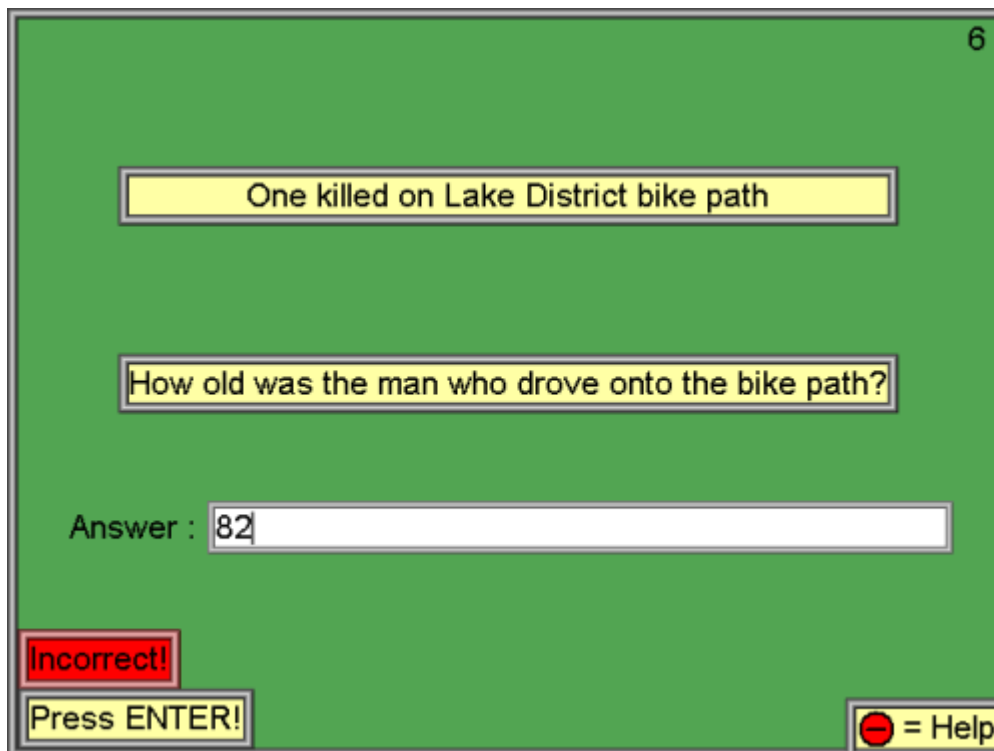 6
One killed on Lake District bike path
How old was the man who drove onto the bike path?
Answer : 82
Incorrect!
Press ENTER!
= Help